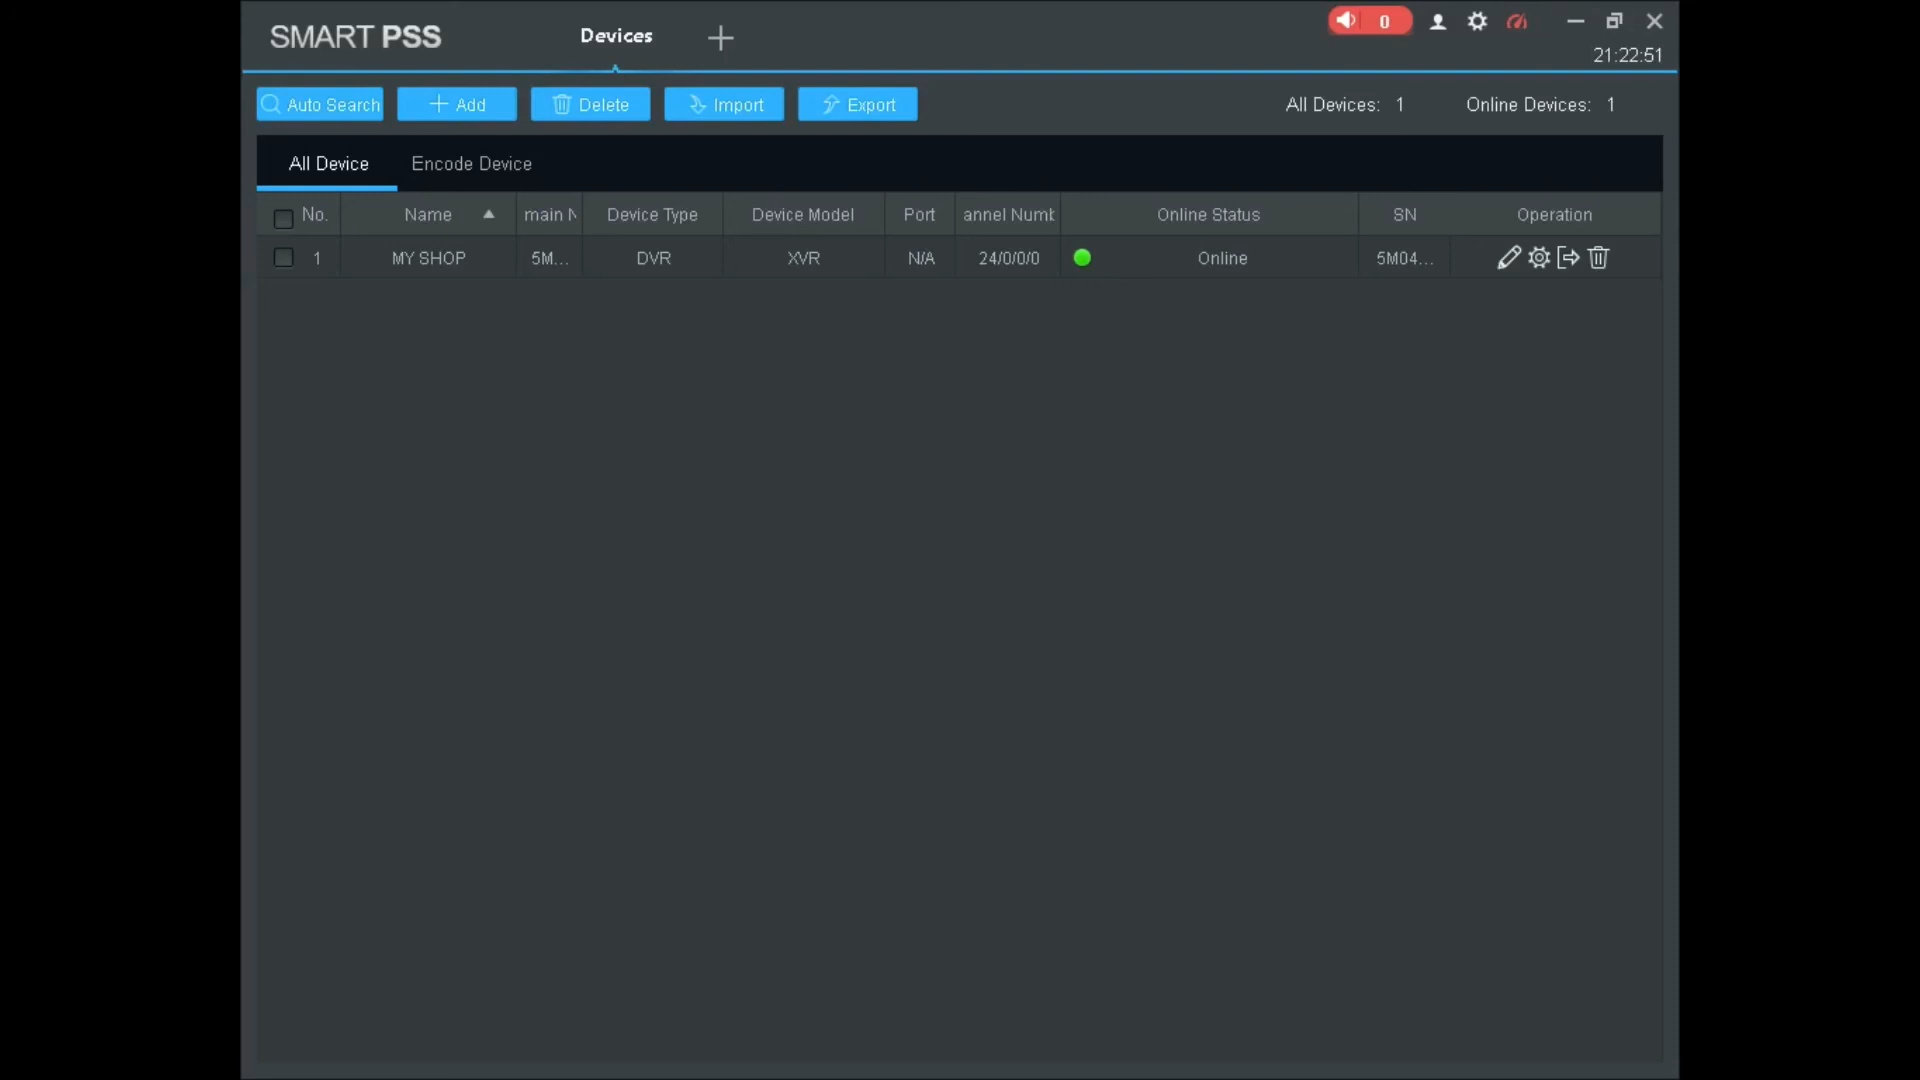 SMART PSS
Devices
0
21:22:51
Auto Search
Add
Delete
Import
Export
All Devices: 1
Online Devices: 1
All Device
Encode Device
No. Name main N Device Type Device Model Port annel Numb Online Status SN Operation
1 MY SHOP 5M... DVR XVR N/A 24/0/0/0 Online 5M04...